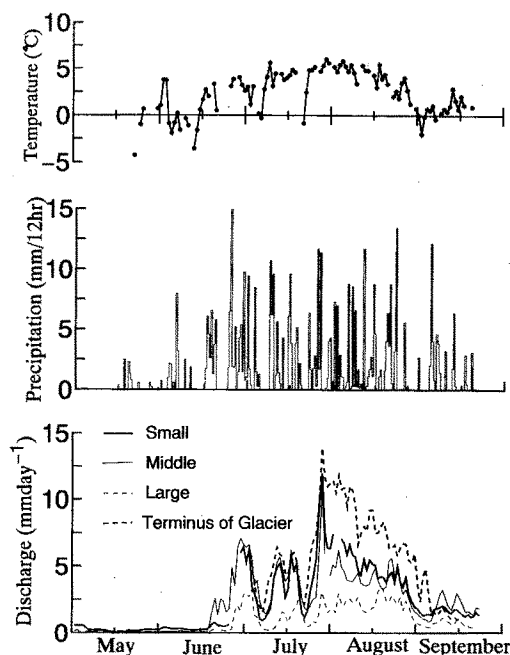 10
5
0
−5
Temperature (°C)
15
10
5
0
Precipitation (mm/12hr)
15
10
5
0
Discharge (mmday−1)
Small
Middle
Large
Terminus of Glacier
May June July August September